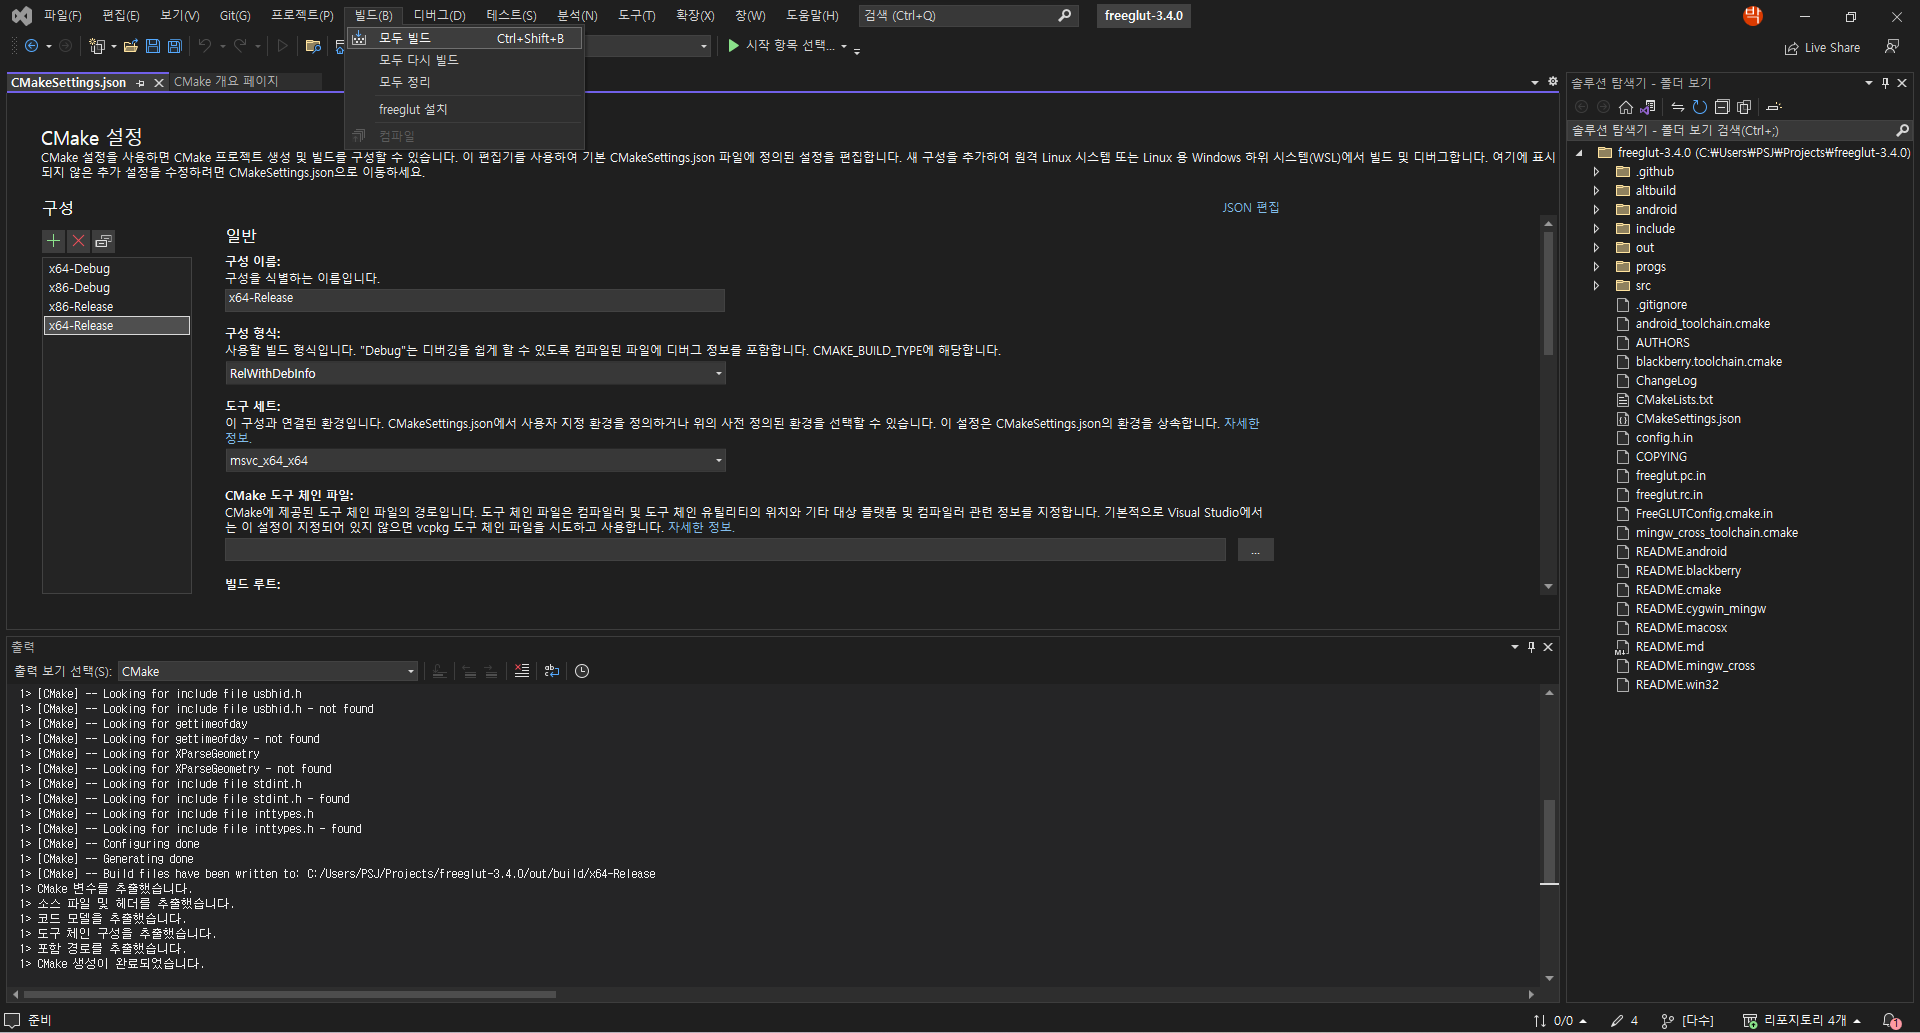 파일(F) 편집(E) 보기(V) Git(G) 프로젝트(P) 빌드(B) 디버그(D) 테스트(S) 분석(N) 도구(T) 확장(X) 창(W) 도움말(H) 검색 (Ctrl+Q) freeglut-3.4.0
모두 빌드 Ctrl+Shift+B
모두 다시 빌드
모두 정리
freeglut 설치
컴파일
시작 항목 선택...
Live Share
CMakeSettings.json CMake 개요 페이지
CMake 설정
CMake 설정을 사용하면 CMake 프로젝트 생성 및 빌드를 구성할 수 있습니다. 이 편집기를 사용하여 기본 CMakeSettings.json 파일에 정의된 설정을 편집합니다. 새 구성을 추가하여 원격 Linux 시스템 또는 Linux 용 Windows 하위 시스템(WSL)에서 빌드 및 디버그합니다. 여기에 표시
되지 않은 추가 설정을 수정하려면 CMakeSettings.json으로 이동하세요.
구성
JSON 편집
x64-Debug
x86-Debug
x86-Release
x64-Release
일반
구성 이름:
구성을 식별하는 이름입니다.
x64-Release
구성 형식:
사용할 빌드 형식입니다. "Debug"는 디버깅을 쉽게 할 수 있도록 컴파일된 파일에 디버그 정보를 포함합니다. CMAKE_BUILD_TYPE에 해당합니다.
RelWithDebInfo
도구 세트:
이 구성과 연결된 환경입니다. CMakeSettings.json에서 사용자 지정 환경을 정의하거나 위의 사전 정의된 환경을 선택할 수 있습니다. 이 설정은 CMakeSettings.json의 환경을 상속합니다. 자세한
정보.
msvc_x64_x64
CMake 도구 체인 파일:
CMake에 제공된 도구 체인 파일의 경로입니다. 도구 체인 파일은 컴파일러 및 도구 체인 유틸리티의 위치와 기타 대상 플랫폼 및 컴파일러 관련 정보를 지정합니다. 기본적으로 Visual Studio에서
는 이 설정이 지정되어 있지 않으면 vcpkg 도구 체인 파일을 시도하고 사용합니다. 자세한 정보.
...
빌드 루트:
출력
출력 보기 선택(S): CMake
1> [CMake] -- Looking for include file usbhid.h
1> [CMake] -- Looking for include file usbhid.h - not found
1> [CMake] -- Looking for gettimeofday
1> [CMake] -- Looking for gettimeofday - not found
1> [CMake] -- Looking for XParseGeometry
1> [CMake] -- Looking for XParseGeometry - not found
1> [CMake] -- Looking for include file stdint.h
1> [CMake] -- Looking for include file stdint.h - found
1> [CMake] -- Looking for include file inttypes.h
1> [CMake] -- Looking for include file inttypes.h - found
1> [CMake] -- Configuring done
1> [CMake] -- Generating done
1> [CMake] -- Build files have been written to: C:/Users/PSJ/Projects/freeglut-3.4.0/out/build/x64-Release
1> CMake 변수를 추출했습니다.
1> 소스 파일 및 헤더를 추출했습니다.
1> 코드 모델을 추출했습니다.
1> 도구 체인 구성을 추출했습니다.
1> 포함 경로를 추출했습니다.
1> CMake 생성이 완료되었습니다.
솔루션 탐색기 - 폴더 보기
솔루션 탐색기 - 폴더 보기 검색(Ctrl+;)
freeglut-3.4.0 (C:₩Users₩PSJ₩Projects₩freeglut-3.4.0)
.github
altbuild
android
include
out
progs
src
.gitignore
android_toolchain.cmake
AUTHORS
blackberry.toolchain.cmake
ChangeLog
CMakeLists.txt
CMakeSettings.json
config.h.in
COPYING
freeglut.pc.in
freeglut.rc.in
FreeGLUTConfig.cmake.in
mingw_cross_toolchain.cmake
README.android
README.blackberry
README.cmake
README.cygwin_mingw
README.macosx
README.md
README.mingw_cross
README.win32
준비
0/0 4 [다수] 리포지토리 4개 1